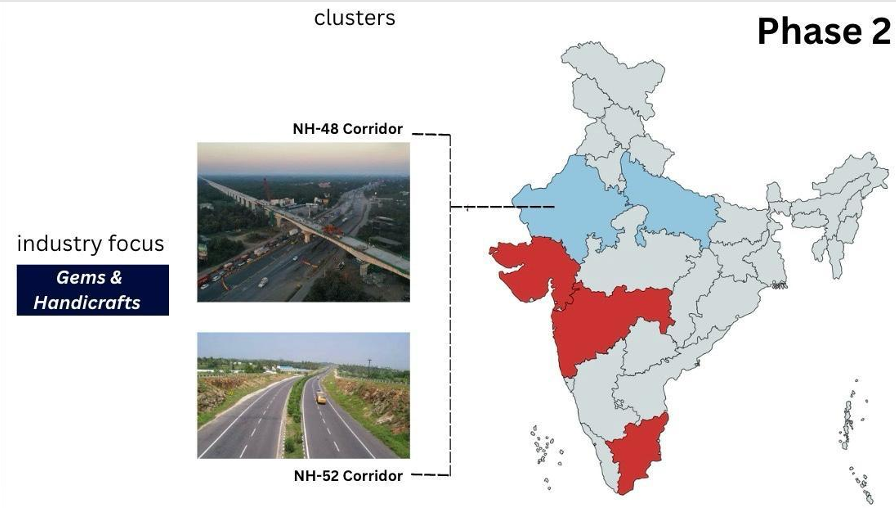 clusters
Phase 2
NH-48 Corridor
industry focus
Gems &
Handicrafts
NH-52 Corridor